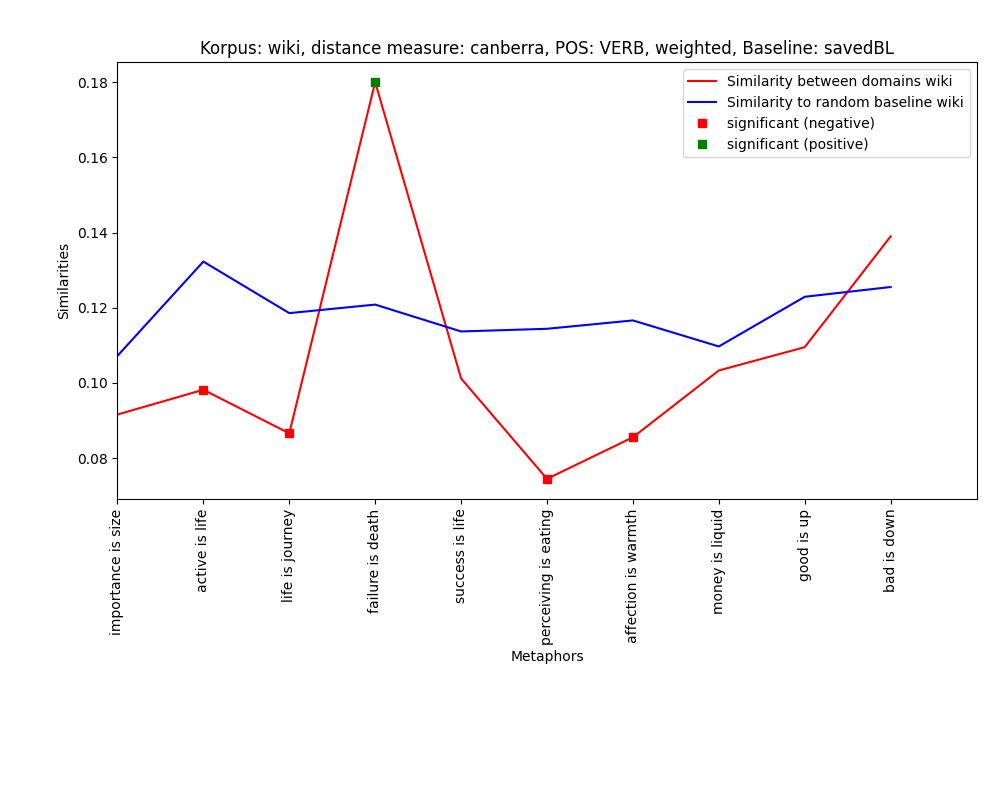 Korpus: wiki, distance measure: canberra, POS: VERB, weighted, Baseline: savedBL
Similarity between domains wiki
Similarity to random baseline wiki
significant (negative)
significant (positive)
Similarities
0.18
0.16
0.14
0.12
0.10
0.08
importance is size
active is life
life is journey
failure is death
success is life
perceiving is eating
affection is warmth
money is liquid
good is up
bad is down
Metaphors